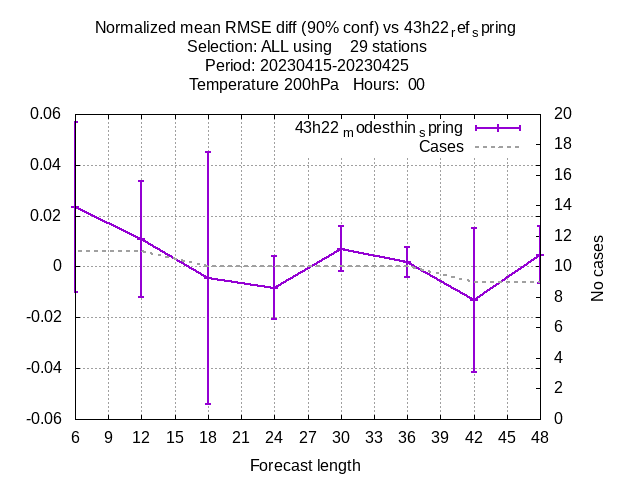 Normalized mean RMSE diff (90% conf) vs 43h22refspring
Selection: ALL using 29 stations
Period: 20230415-20230425
Temperature 200hPa Hours: 00
43h22modesthinspring
Cases
0.06
0.04
0.02
0
-0.02
-0.04
-0.06
20
18
16
14
12
10
8
6
4
2
0
No cases
6 9 12 15 18 21 24 27 30 33 36 39 42 45 48
Forecast length